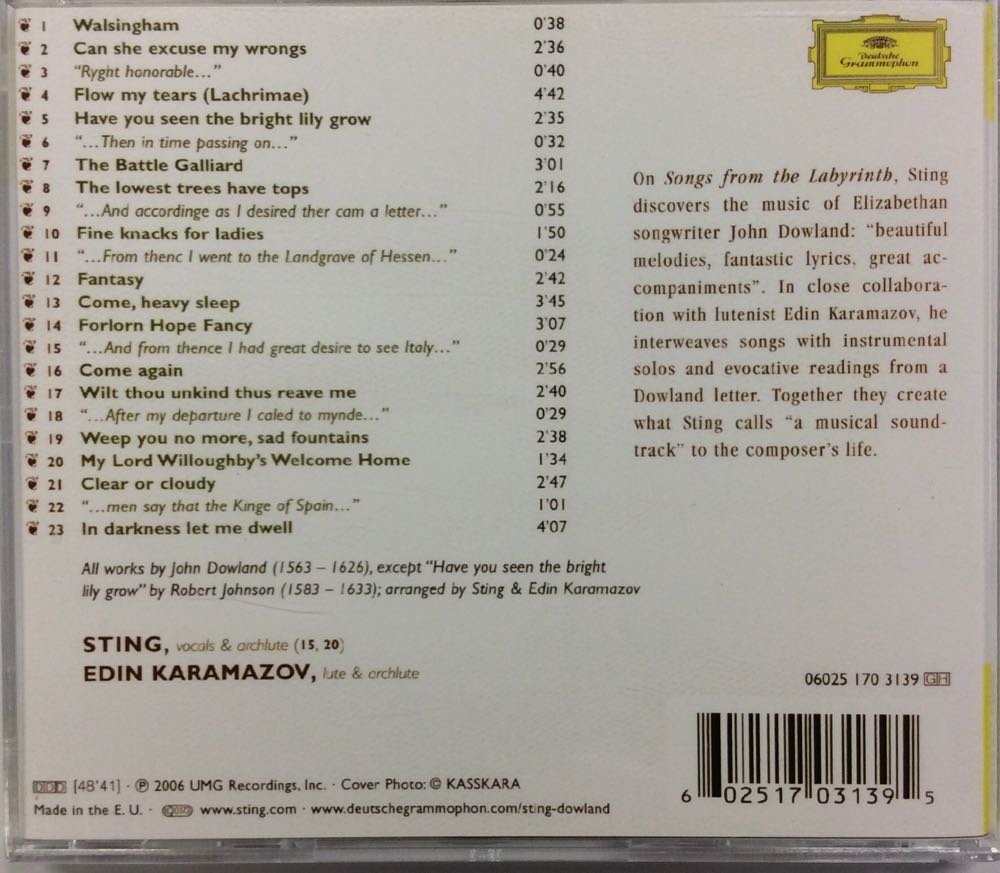 1 Walsingham 0'38
2 Can she excuse my wrongs 2'36
3 “Ryght honorable...” 0'40
4 Flow my tears (Lachrimae) 4'42
5 Have you seen the bright lily grow 2'35
6 “...Then in time passing on...” 0'32
7 The Battle Galliard 3'01
8 The lowest trees have tops 2'16
9 “...And accordinge as I desired ther cam a letter...” 0'55
10 Fine knacks for ladies 1'50
11 “...From thenc I went to the Landgrave of Hessen...” 0'24
12 Fantasy 2'42
13 Come, heavy sleep 3'45
14 Forlorn Hope Fancy 3'07
15 “...And from thence I had great desire to see Italy...” 0'29
16 Come again 2'56
17 Wilt thou unkind thus reave me 2'40
18 “...After my departure I caled to mynde...” 0'29
19 Weep you no more, sad fountains 2'38
20 My Lord Willoughby's Welcome Home 1'34
21 Clear or cloudy 2'47
22 “...men say that the Kinge of Spain...” 1'01
23 In darkness let me dwell 4'07
All works by John Dowland (1563 – 1626), except “Have you seen the bright
lily grow” by Robert Johnson (1583 – 1633); arranged by Sting & Edin Karamazov
STING, vocals & archlute (15, 20)
EDIN KARAMAZOV, lute & archlute
Deutsche
Grammophon
On Songs from the Labyrinth, Sting
discovers the music of Elizabethan
songwriter John Dowland: “beautiful
melodies, fantastic lyrics, great ac-
companiments”. In close collabora-
tion with lutenist Edin Karamazov, he
interweaves songs with instrumental
solos and evocative readings from a
Dowland letter. Together they create
what Sting calls “a musical sound-
track” to the composer's life.
06025 170 3139 GH
6 02517 03139 5
DDD [48'41] · ℗ 2006 UMG Recordings, Inc. · Cover Photo: © KASSKARA
Made in the E. U. · www.sting.com · www.deutschegrammophon.com/sting-dowland